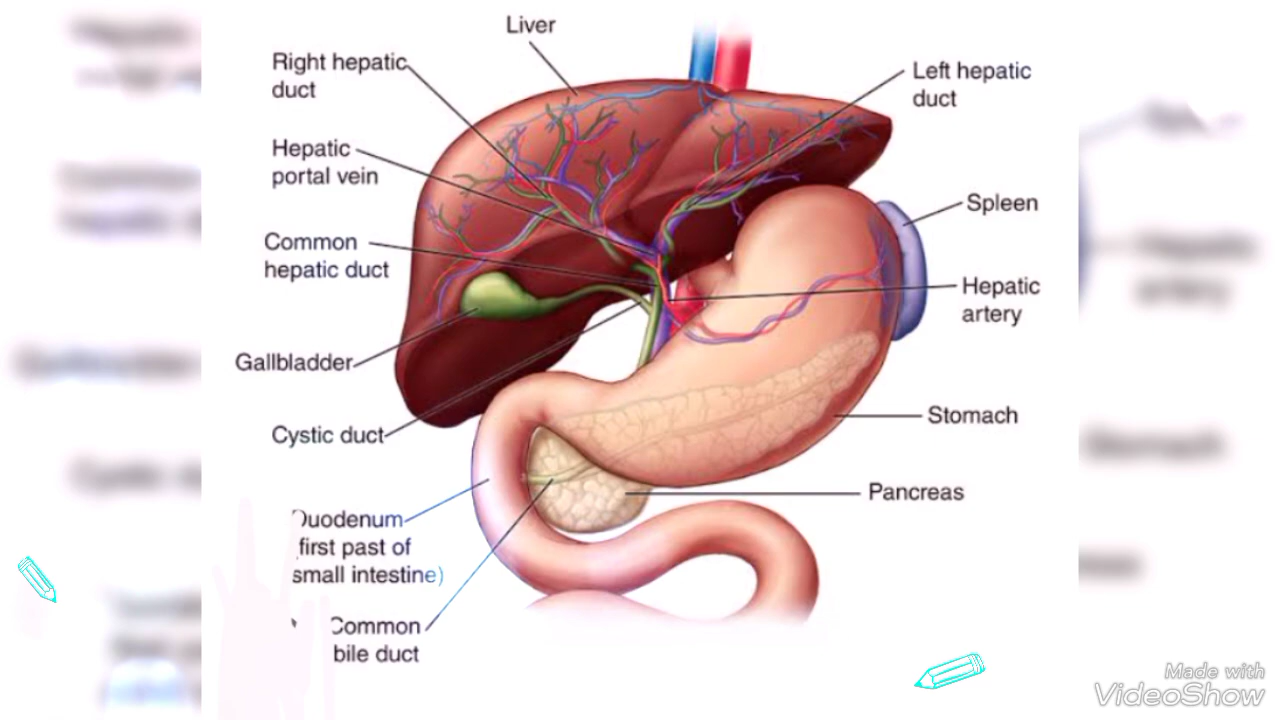 Liver
Right hepatic
duct
Left hepatic
duct
Hepatic
portal vein
Spleen
Common
hepatic duct
Hepatic
artery
Gallbladder
Stomach
Cystic duct
Pancreas
Duodenum
first past of
small intestine)
Common
bile duct
Made with
VideoShow